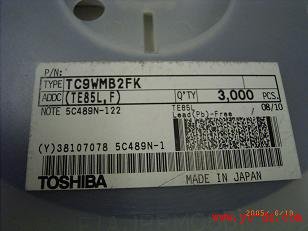 P/N:
TYPE TC9WMB2FK
ADDC (TE85L,F) Q'TY 3,000 PCS.
NOTE 5C489N-122 TE85L 08/10
Lead(Pb)-Free
(Y)38107078 5C489N-1
TOSHIBA MADE IN JAPAN